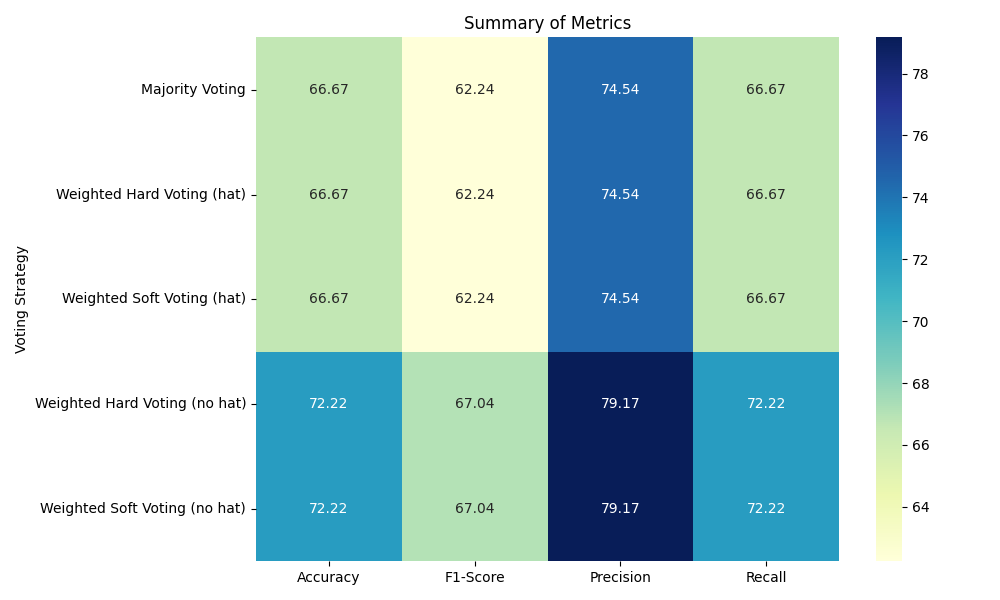 Summary of Metrics
Voting Strategy
Majority Voting 66.67 62.24 74.54 66.67
Weighted Hard Voting (hat) 66.67 62.24 74.54 66.67
Weighted Soft Voting (hat) 66.67 62.24 74.54 66.67
Weighted Hard Voting (no hat) 72.22 67.04 79.17 72.22
Weighted Soft Voting (no hat) 72.22 67.04 79.17 72.22
Accuracy F1-Score Precision Recall
78
76
74
72
70
68
66
64